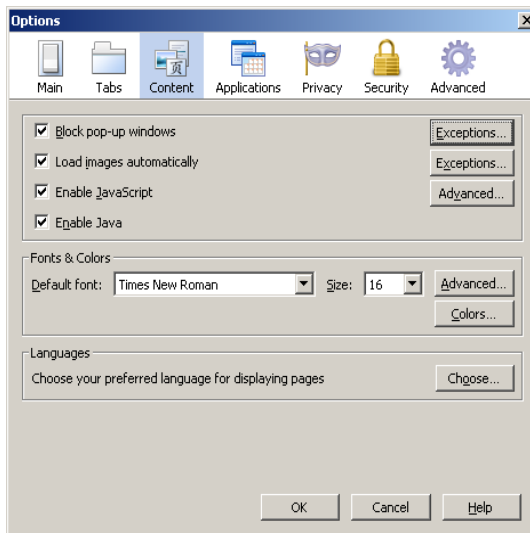 Options
Main Tabs Content Applications Privacy Security Advanced
Block pop-up windows Exceptions...
Load images automatically Exceptions...
Enable JavaScript Advanced...
Enable Java
Fonts & Colors
Default font: Times New Roman Size: 16 Advanced...
Colors...
Languages
Choose your preferred language for displaying pages Choose...
OK Cancel Help